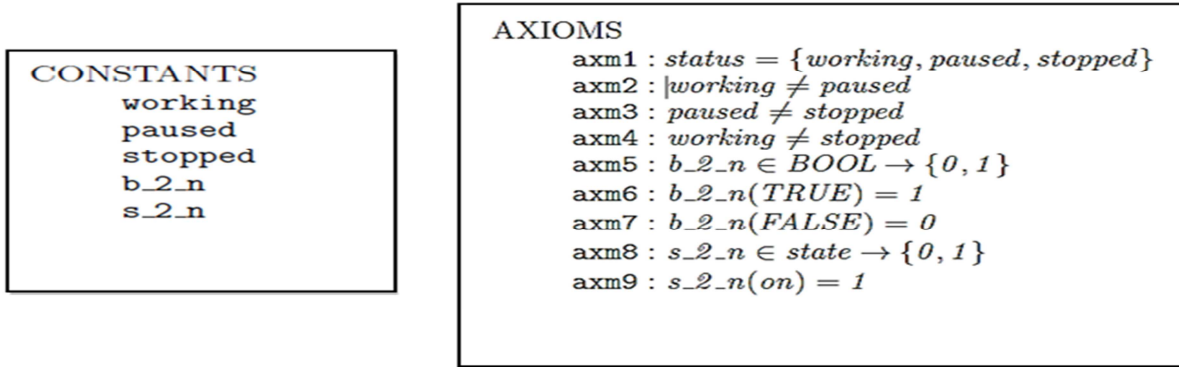 CONSTANTS
working
paused
stopped
b_2_n
s_2_n
AXIOMS
axm1 : status = {working, paused, stopped}
axm2 : |working ≠ paused
axm3 : paused ≠ stopped
axm4 : working ≠ stopped
axm5 : b_2_n ∈ BOOL → {0, 1}
axm6 : b_2_n(TRUE) = 1
axm7 : b_2_n(FALSE) = 0
axm8 : s_2_n ∈ state → {0, 1}
axm9 : s_2_n(on) = 1